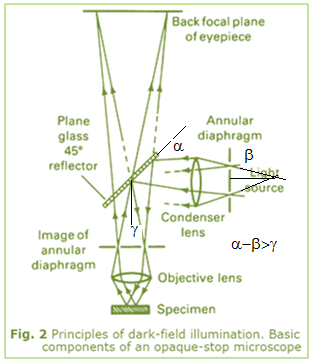 Back focal plane
of eyepiece
Plane
glass
45°
reflector
α
Annular
diaphragm
β
Light
source
γ
Condenser
lens
α−β>γ
Image of
annular
diaphragm
Objective lens
Specimen
Fig. 2 Principles of dark-field illumination. Basic
components of an opaque-stop microscope